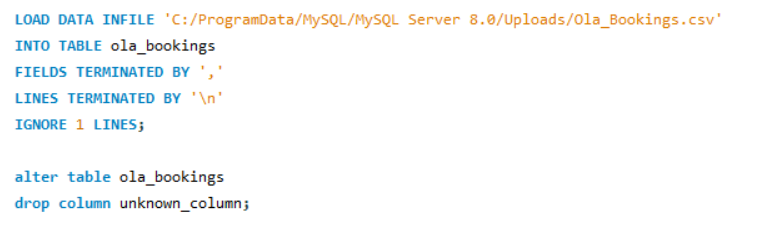 LOAD DATA INFILE 'C:/ProgramData/MySQL/MySQL Server 8.0/Uploads/Ola_Bookings.csv'
INTO TABLE ola_bookings
FIELDS TERMINATED BY ','
LINES TERMINATED BY '\n'
IGNORE 1 LINES;
alter table ola_bookings
drop column unknown_column;